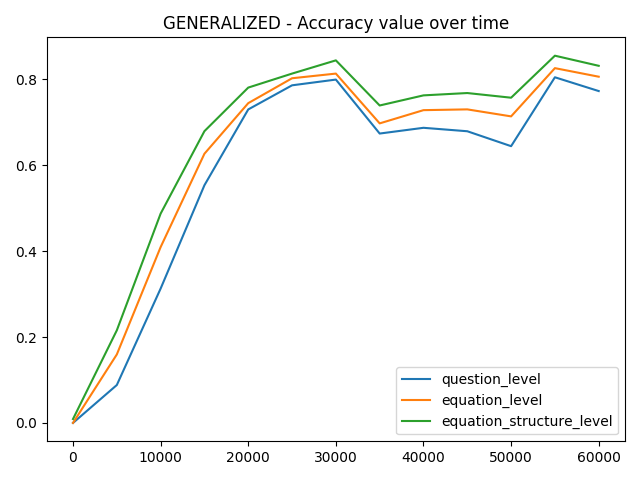 GENERALIZED - Accuracy value over time
0.8
0.6
0.4
0.2
0.0
question_level
equation_level
equation_structure_level
0 10000 20000 30000 40000 50000 60000